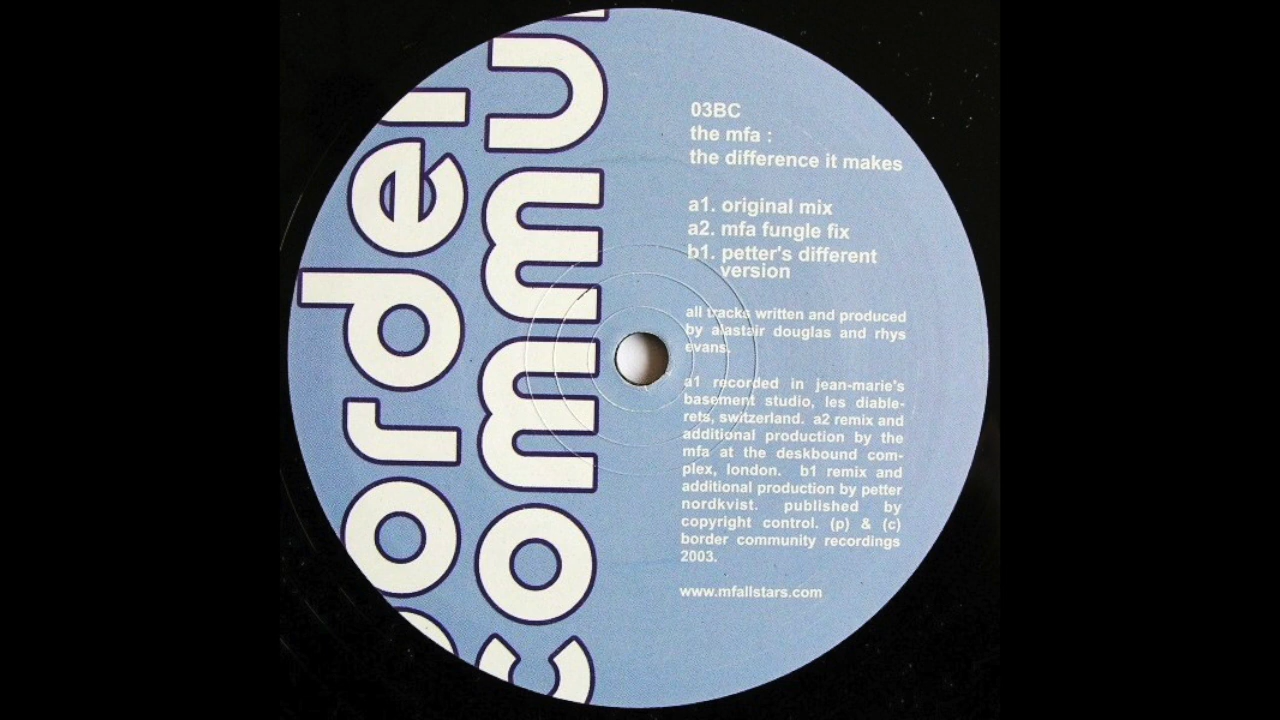 border
commun
03BC
the mfa :
the difference it makes
a1. original mix
a2. mfa fungle fix
b1. petter's different
version
all tracks written and produced
by alastair douglas and rhys
evans.
a1 recorded in jean-marie's
basement studio, les diable-
rets, switzerland. a2 remix and
additional production by the
mfa at the deskbound com-
plex, london. b1 remix and
additional production by petter
nordkvist. published by
copyright control. (p) & (c)
border community recordings
2003.
www.mfallstars.com